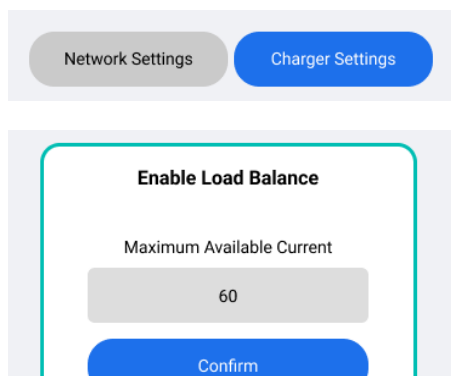 Network Settings
Charger Settings
Enable Load Balance
Maximum Available Current
60
Confirm